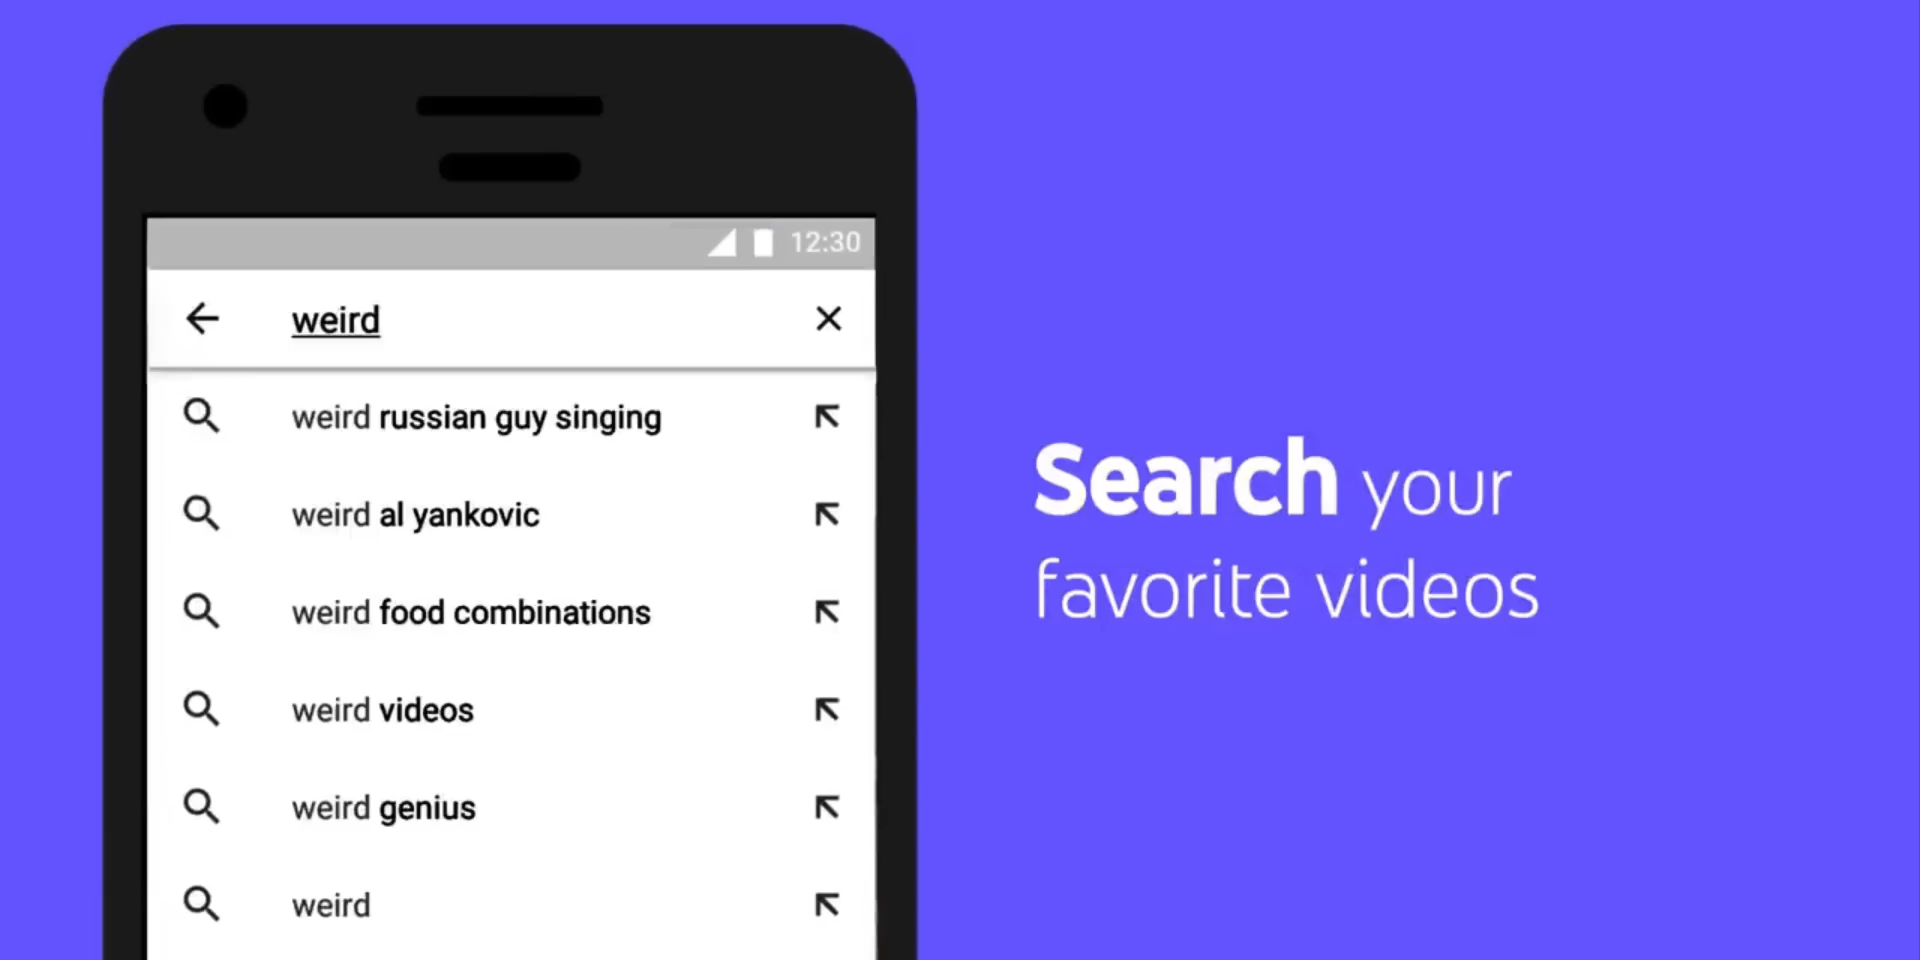 12:30
weird
weird russian guy singing
weird al yankovic
weird food combinations
weird videos
weird genius
weird
Search your
favorite videos